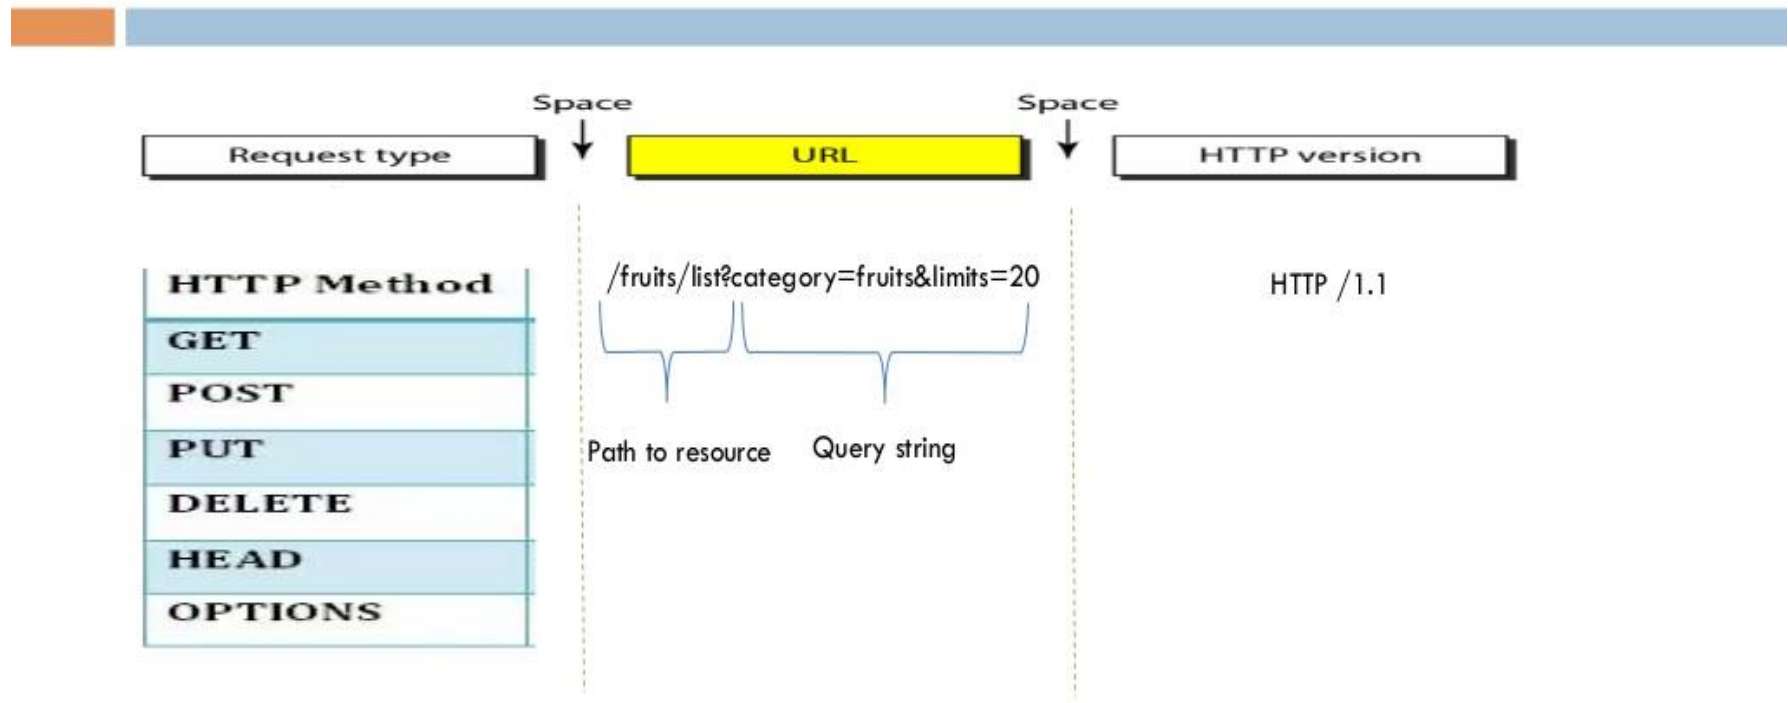 Space Space
Request type URL HTTP version
HTTP Method /fruits/list?category=fruits&limits=20 HTTP /1.1
GET
POST
PUT Path to resource Query string
DELETE
HEAD
OPTIONS